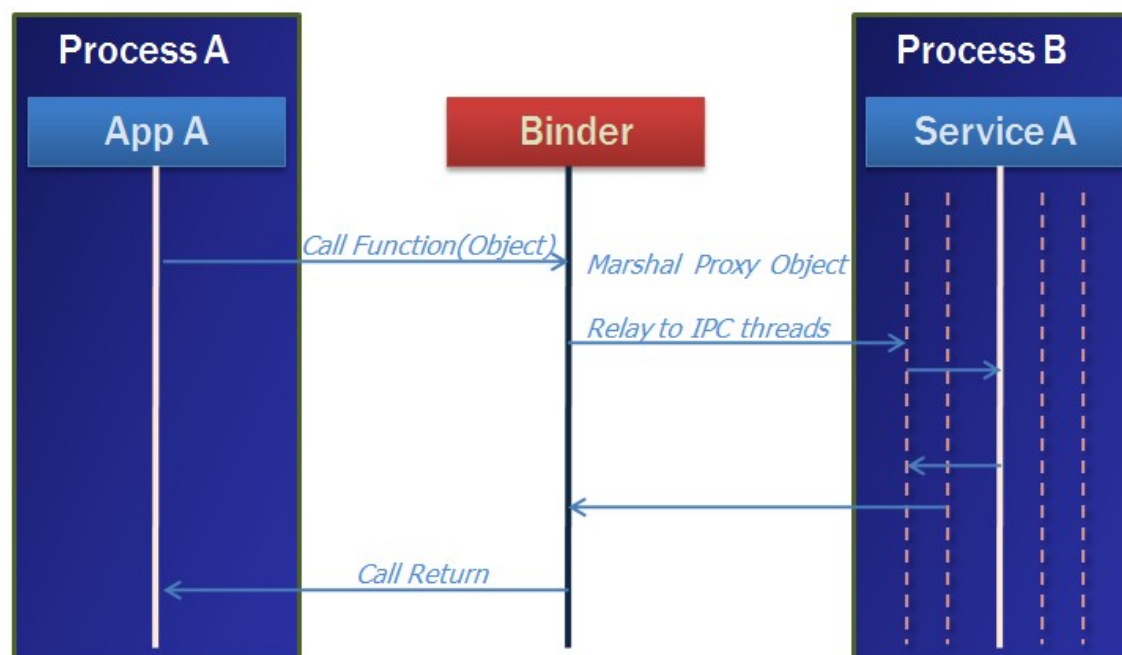 Process A
Process B
App A
Binder
Service A
Call Function(Object)
Marshal Proxy Object
Relay to IPC threads
Call Return